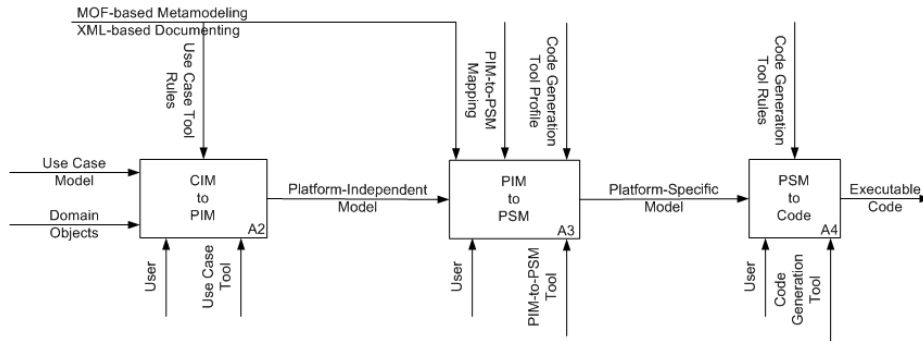 MOF-based Metamodeling
XML-based Documenting
Use Case Tool
Rules
PIM-to-PSM
Mapping
Code Generation
Tool Profile
Code Generation
Tool Rules
Use Case
Model
Domain
Objects
CIM
to
PIM
A2
Platform-Independent
Model
PIM
to
PSM
A3
Platform-Specific
Model
PSM
to
Code
A4
Executable
Code
User
Use Case
Tool
User
PIM-to-PSM
Tool
User
Code
Generation
Tool